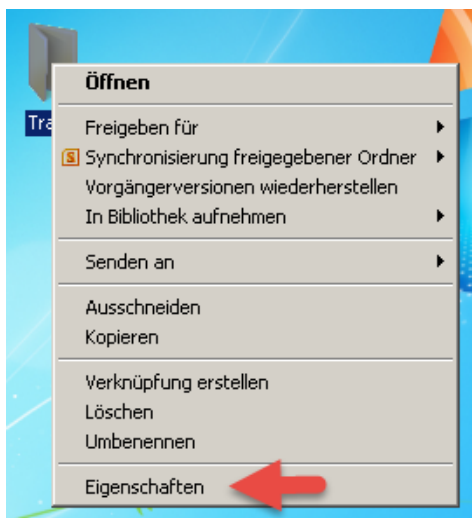 Öffnen
Tra
Freigeben für
S Synchronisierung freigegebener Ordner
Vorgängerversionen wiederherstellen
In Bibliothek aufnehmen
Senden an
Ausschneiden
Kopieren
Verknüpfung erstellen
Löschen
Umbenennen
Eigenschaften